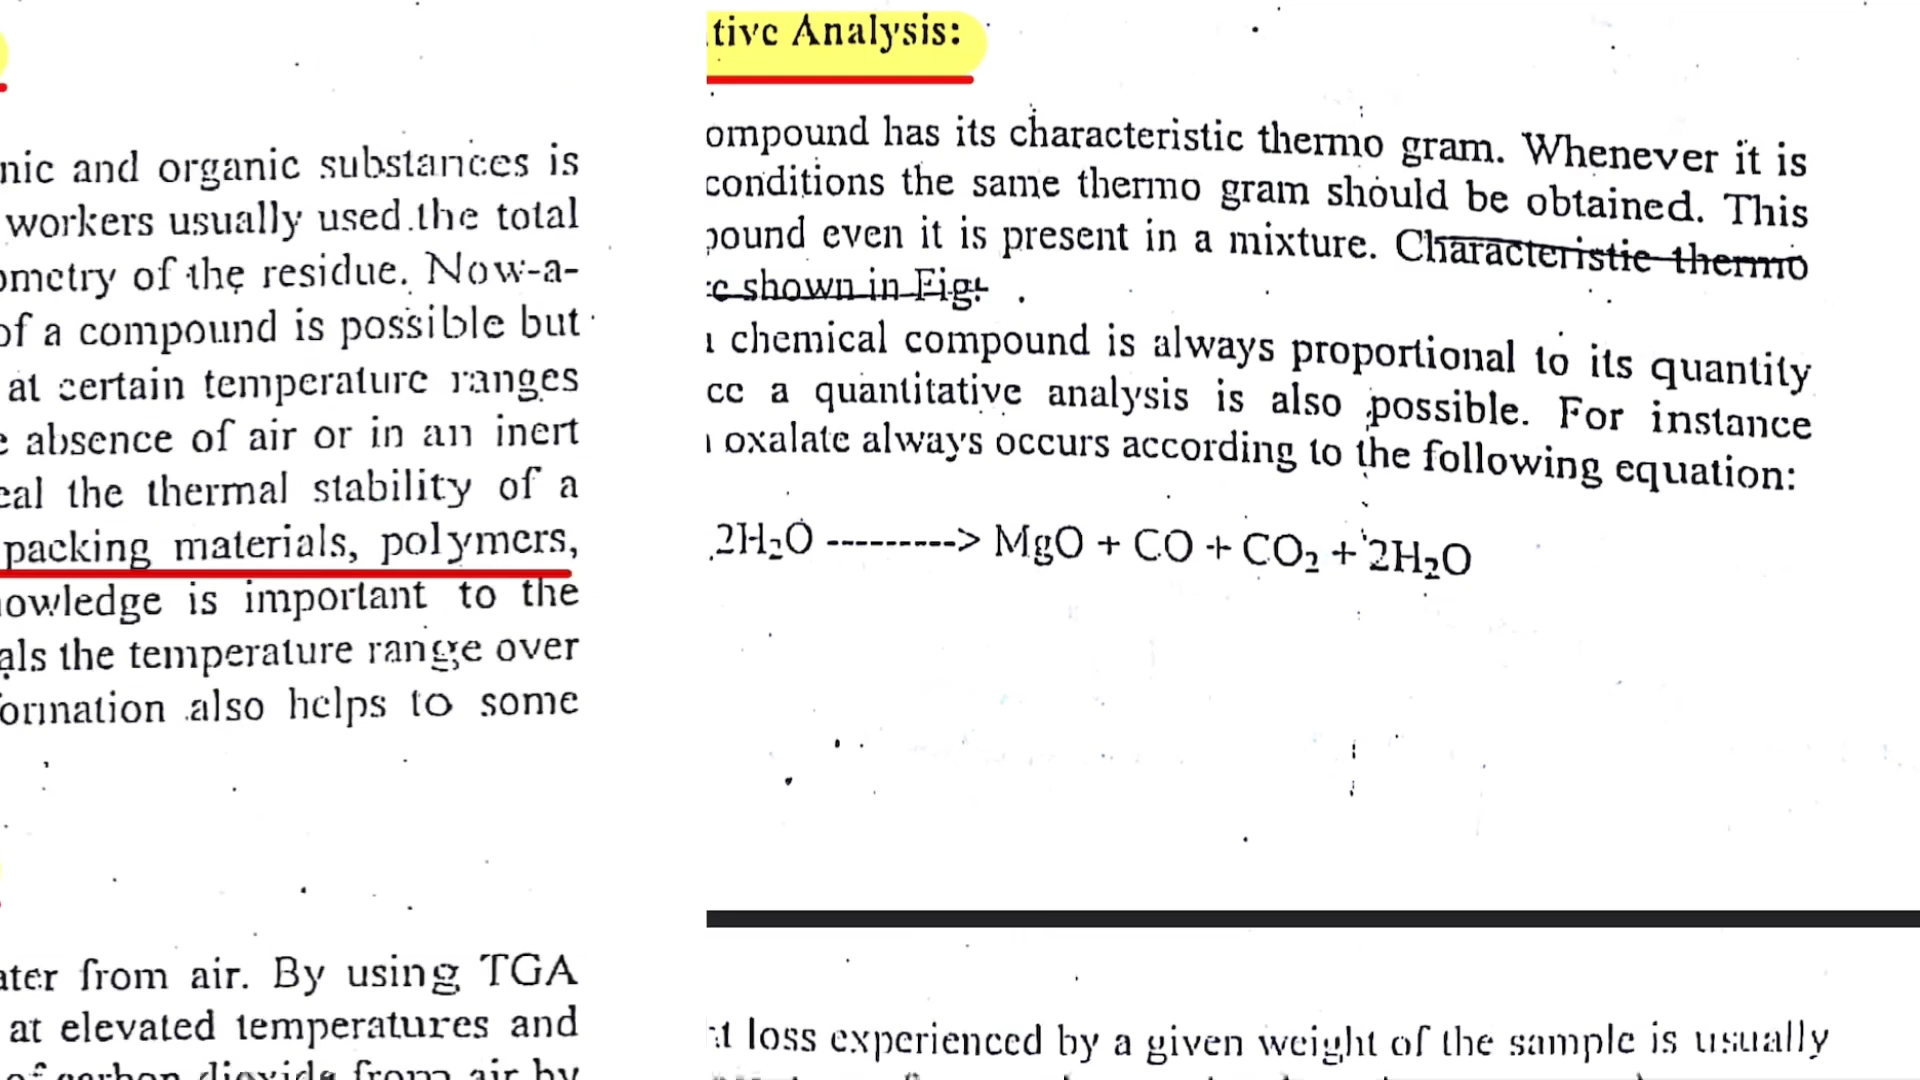 nic and organic substances is
workers usually used the total
ometry of the residue. Now-a-
of a compound is possible but
at certain temperature ranges
absence of air or in an inert
eal the thermal stability of a
packing materials, polymers,
owledge is important to the
als the temperature range over
ormation also helps to some
ater from air. By using TGA
at elevated temperatures and
of carbon dioxide from air by
tive Analysis:
ompound has its characteristic thermo gram. Whenever it is
conditions the same thermo gram should be obtained. This
pound even it is present in a mixture. Characteristic thermo
e shown in Fig.
chemical compound is always proportional to its quantity
ce a quantitative analysis is also possible. For instance
oxalate always occurs according to the following equation:
.2H₂O ---------> MgO + CO + CO₂ + 2H₂O
t loss experienced by a given weight of the sample is usually